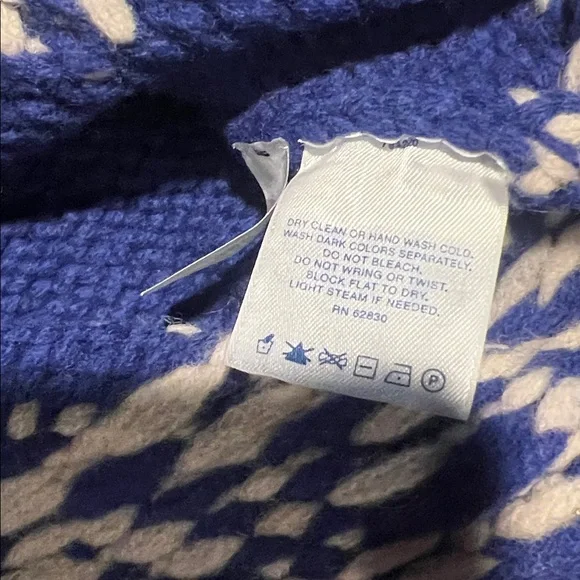 DRY CLEAN OR HAND WASH COLD.
WASH DARK COLORS SEPARATELY.
DO NOT BLEACH.
DO NOT WRING OR TWIST.
BLOCK FLAT TO DRY.
LIGHT STEAM IF NEEDED.
RN 62830
P